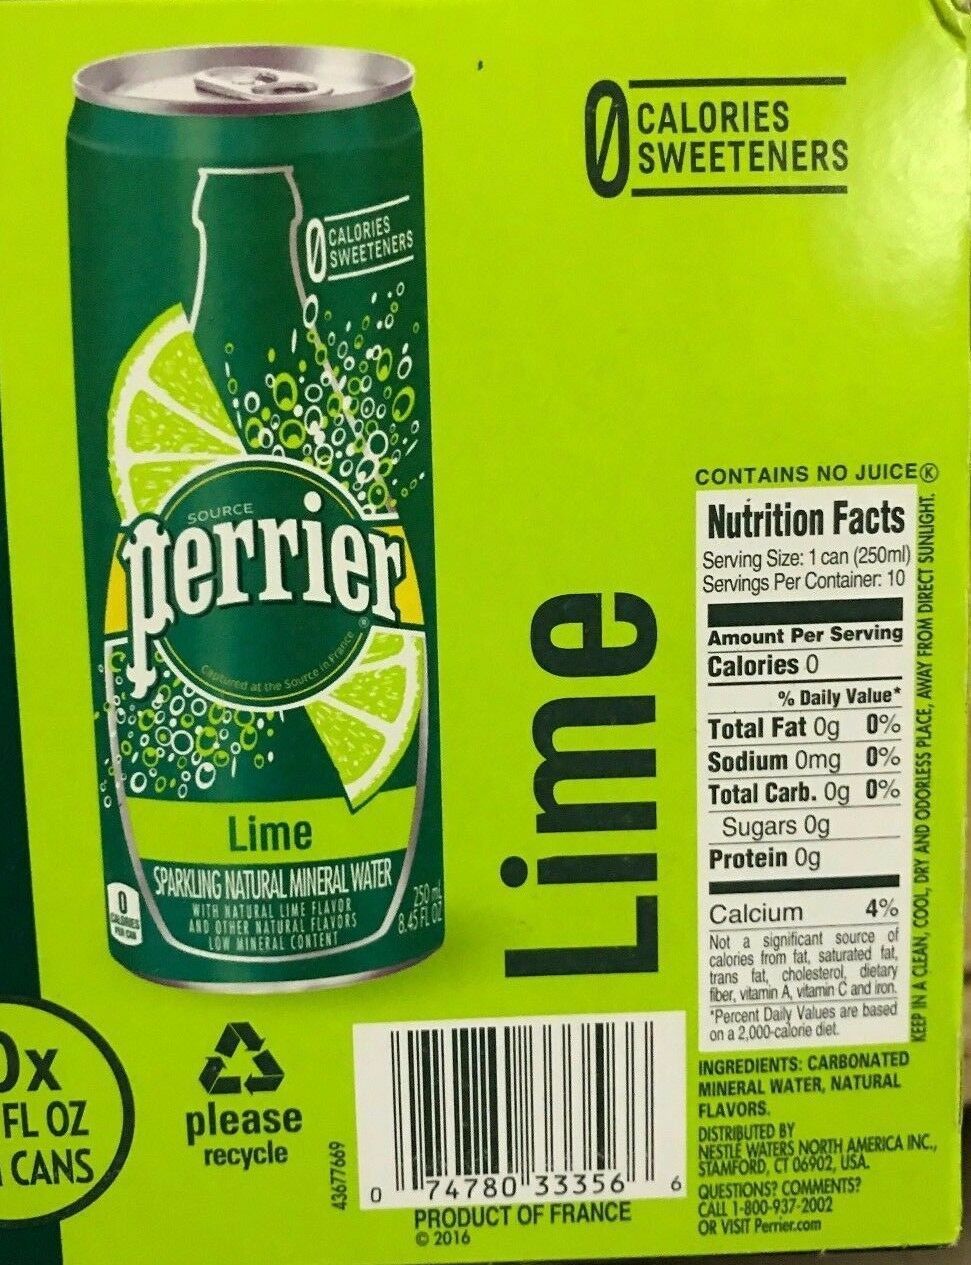 0 CALORIES
SWEETENERS
0 CALORIES
SWEETENERS
SOURCE
perrier®
Captured at the Source in France
Lime
SPARKLING NATURAL MINERAL WATER
WITH NATURAL LIME FLAVOR
AND OTHER NATURAL FLAVORS
LOW MINERAL CONTENT
250 mL
8.45 FL OZ
0
CALORIES
PER CAN
Lime
CONTAINS NO JUICE Ⓚ
Nutrition Facts
Serving Size: 1 can (250ml)
Servings Per Container: 10
Amount Per Serving
Calories 0
% Daily Value*
Total Fat 0g 0%
Sodium 0mg 0%
Total Carb. 0g 0%
Sugars 0g
Protein 0g
Calcium 4%
Not a significant source of
calories from fat, saturated fat,
trans fat, cholesterol, dietary
fiber, vitamin A, vitamin C and iron.
*Percent Daily Values are based
on a 2,000-calorie diet.
KEEP IN A CLEAN, COOL, DRY AND ODORLESS PLACE, AWAY FROM DIRECT SUNLIGHT.
INGREDIENTS: CARBONATED
MINERAL WATER, NATURAL
FLAVORS.
DISTRIBUTED BY
NESTLÉ WATERS NORTH AMERICA INC.,
STAMFORD, CT 06902, USA.
QUESTIONS? COMMENTS?
CALL 1-800-937-2002
OR VISIT Perrier.com
0x
FL OZ
CANS
please
recycle
43677669
0 74780 33356 6
PRODUCT OF FRANCE
© 2016